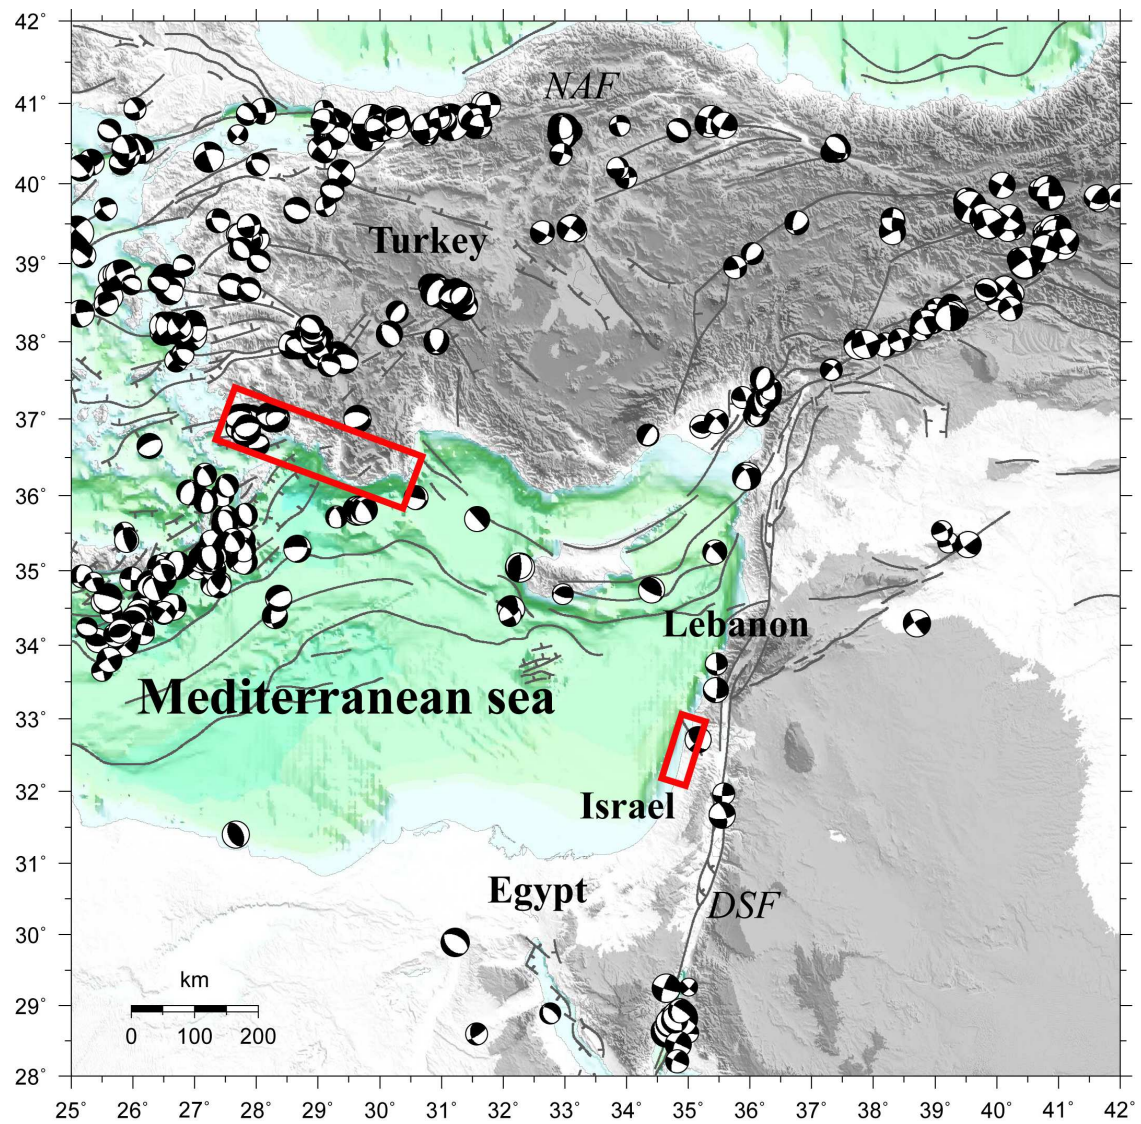 42˚
41˚
NAF
40˚
Turkey
39˚
38˚
37˚
36˚
35˚
Lebanon
34˚
Mediterranean sea
33˚
32˚
Israel
31˚
Egypt
DSF
30˚
km
29˚
0 100 200
28˚
25˚ 26˚ 27˚ 28˚ 29˚ 30˚ 31˚ 32˚ 33˚ 34˚ 35˚ 36˚ 37˚ 38˚ 39˚ 40˚ 41˚ 42˚